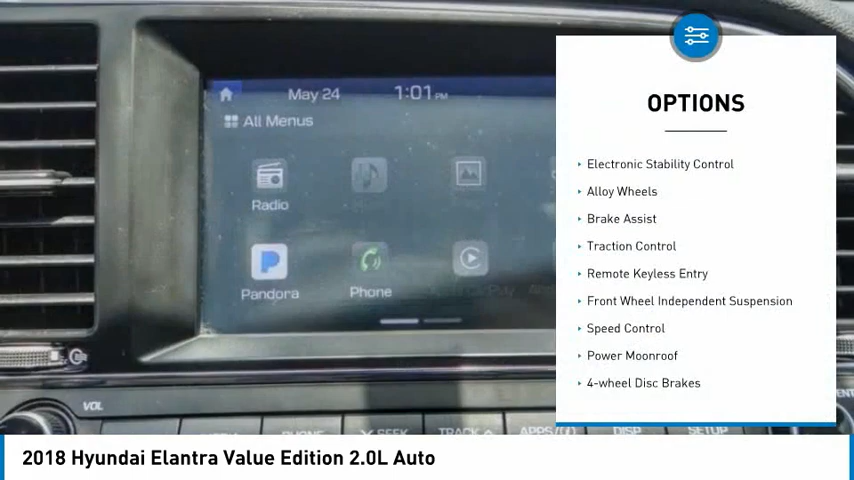 May 24 1:01 PM
All Menus
Radio
Pandora
Phone
VOL
PHONE
SEEK
TRACK
APPS/
DISP
SETUP
OPTIONS
Electronic Stability Control
Alloy Wheels
Brake Assist
Traction Control
Remote Keyless Entry
Front Wheel Independent Suspension
Speed Control
Power Moonroof
4-wheel Disc Brakes
2018 Hyundai Elantra Value Edition 2.0L Auto